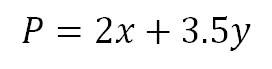 P = 2x + 3.5y